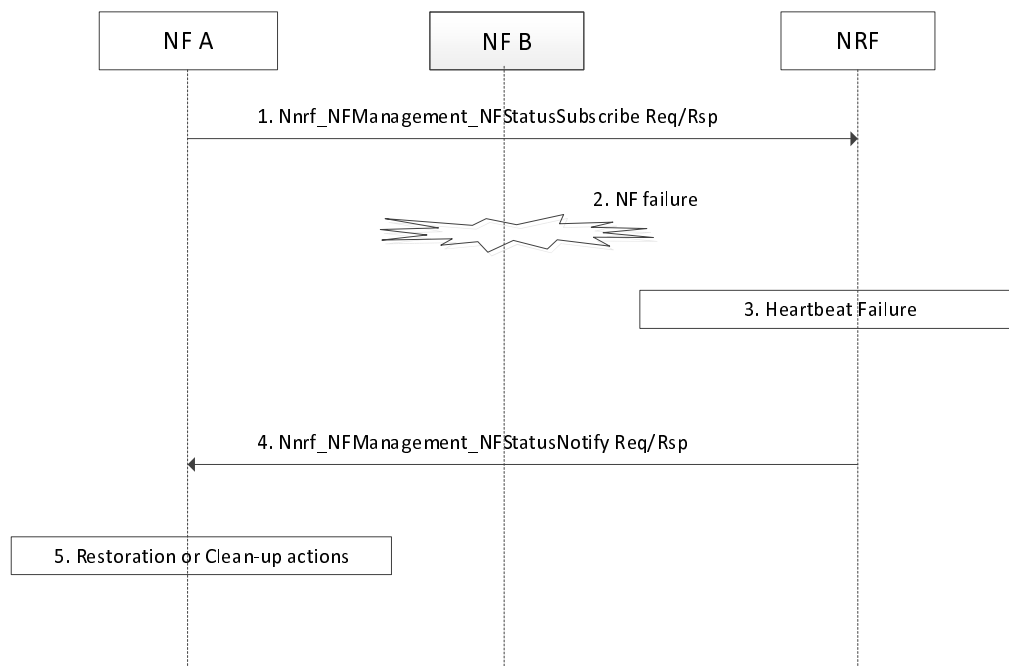 NF A
NF B
NRF
1. Nnrf_NFManagement_NFStatusSubscribe Req/Rsp
2. NF failure
3. Heartbeat Failure
4. Nnrf_NFManagement_NFStatusNotify Req/Rsp
5. Restoration or Clean-up actions